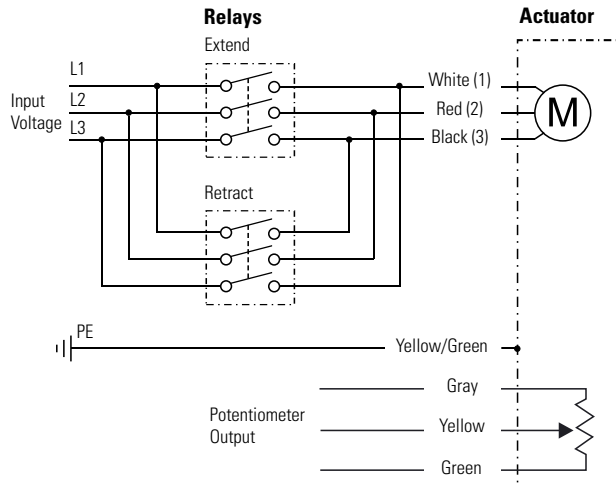 Relays
Actuator
Extend
L1
White (1)
Input
Voltage
L2
Red (2)
M
L3
Black (3)
Retract
PE
Yellow/Green
Gray
Potentiometer
Output
Yellow
Green